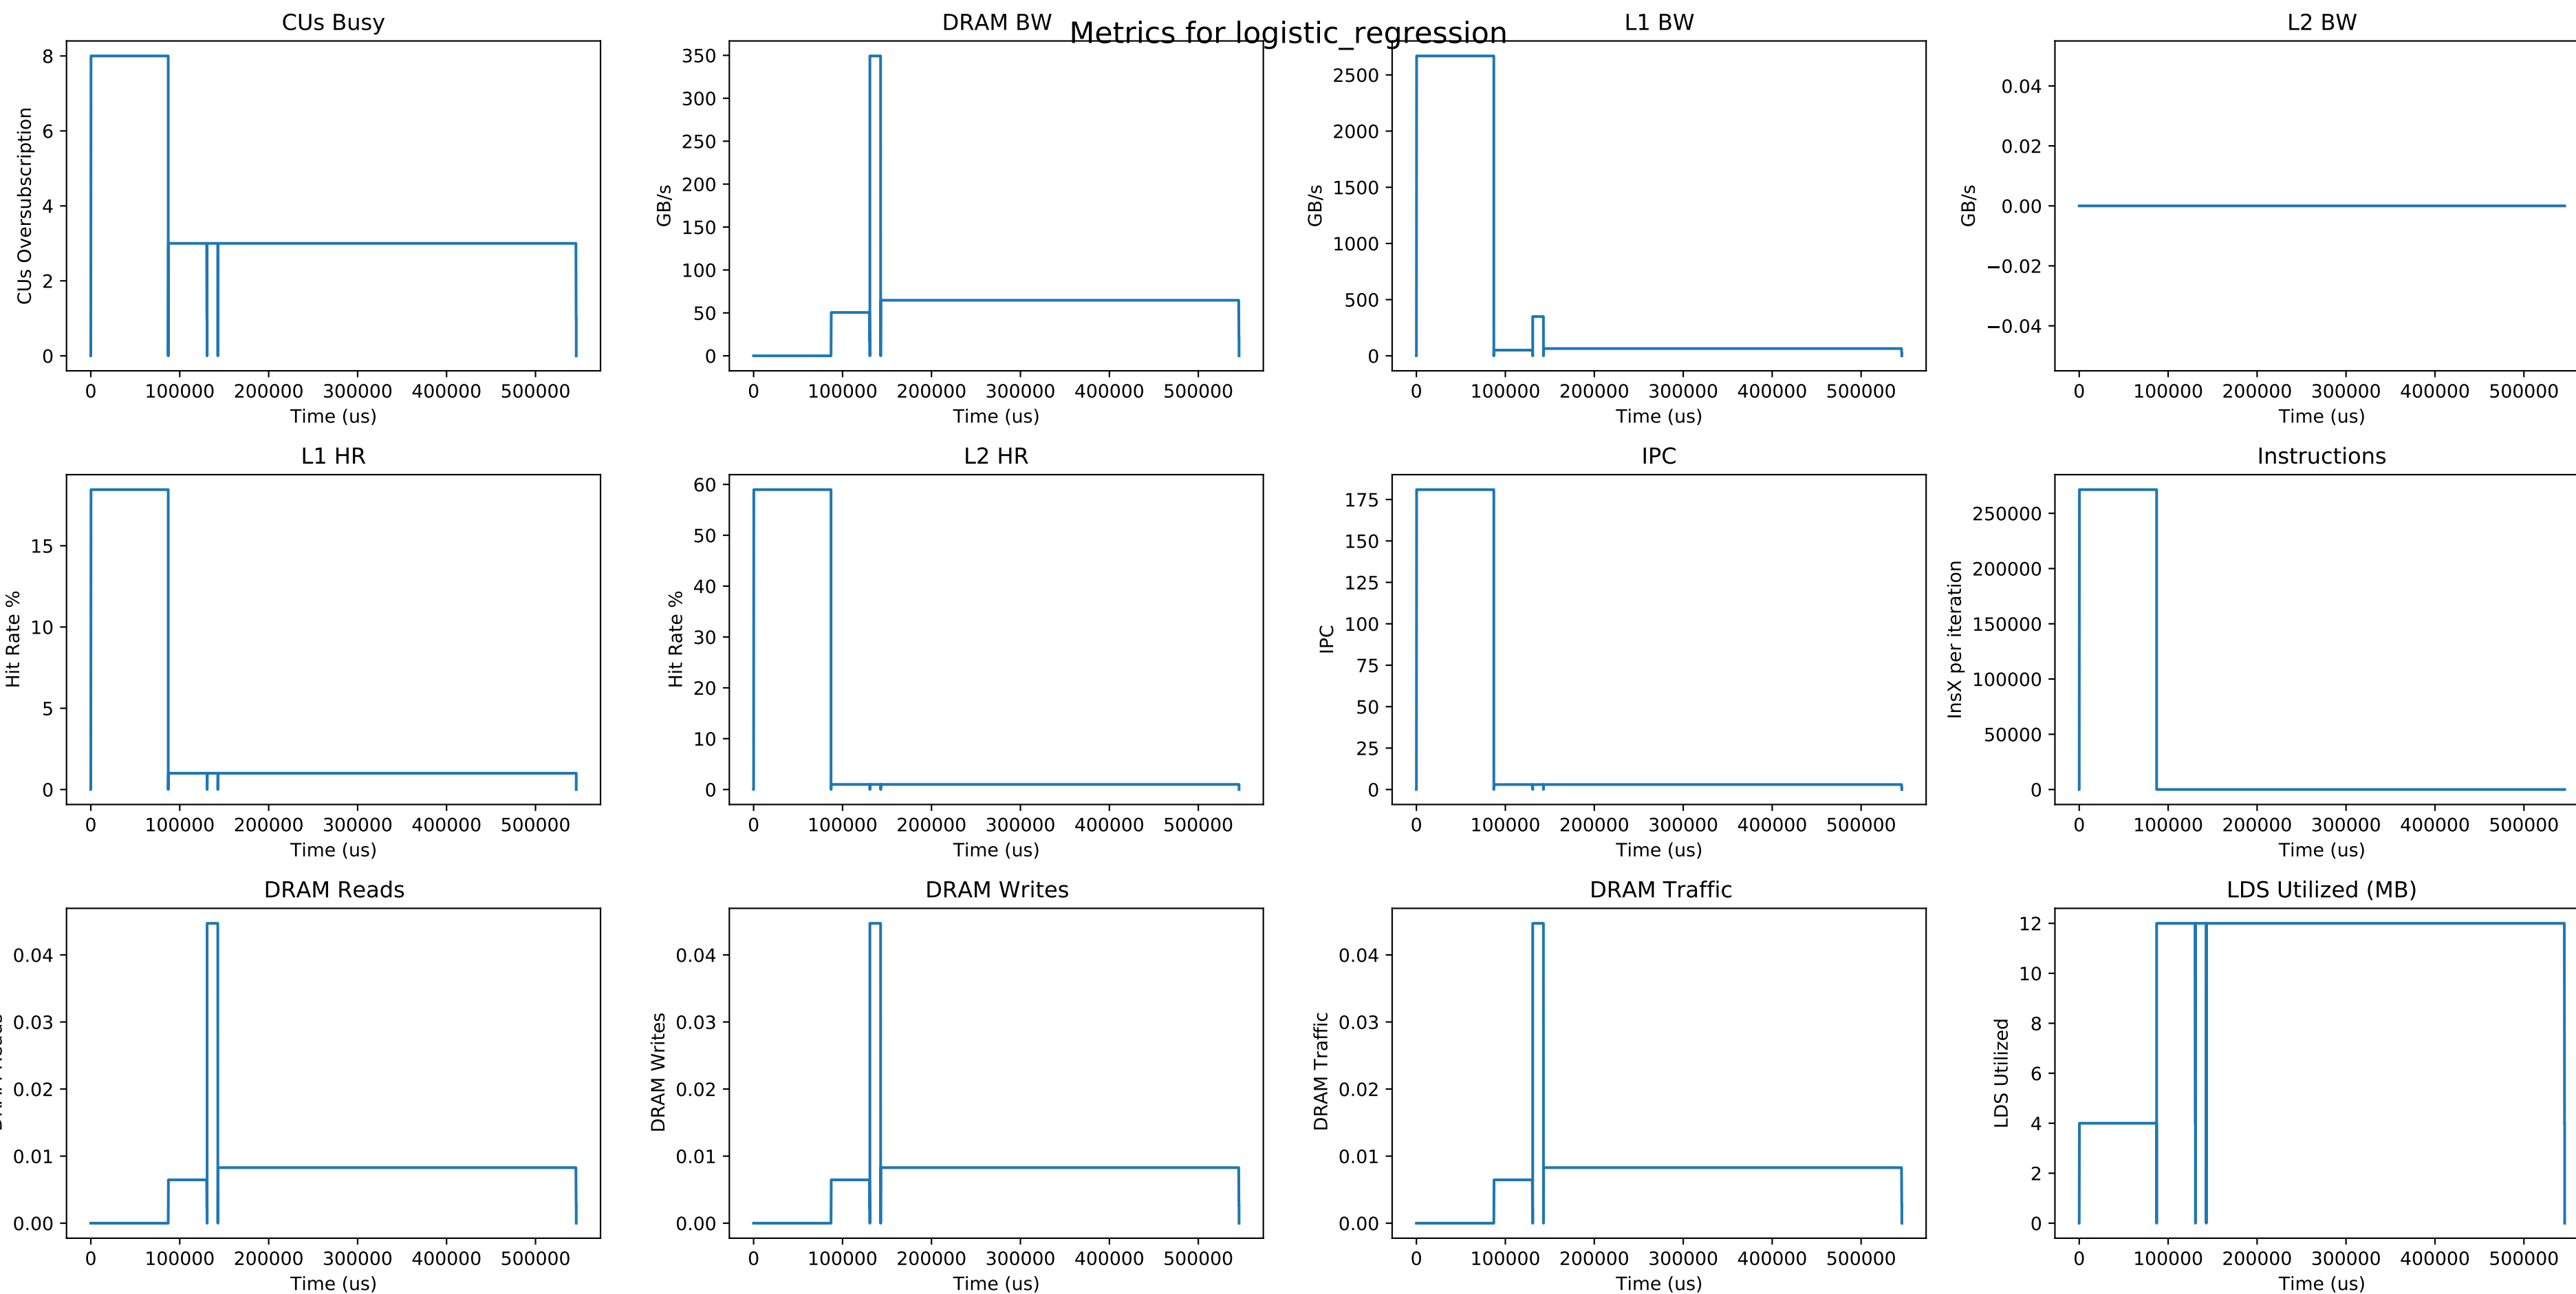 Metrics for logistic_regression
CUs Busy
CUs Oversubscription
8
6
4
2
0
0 100000 200000 300000 400000 500000
Time (us)
DRAM BW
GB/s
350
300
250
200
150
100
50
0
0 100000 200000 300000 400000 500000
Time (us)
L1 BW
GB/s
2500
2000
1500
1000
500
0
0 100000 200000 300000 400000 500000
Time (us)
L2 BW
GB/s
0.04
0.02
0.00
−0.02
−0.04
0 100000 200000 300000 400000 500000
Time (us)
L1 HR
Hit Rate %
15
10
5
0
0 100000 200000 300000 400000 500000
Time (us)
L2 HR
Hit Rate %
60
50
40
30
20
10
0
0 100000 200000 300000 400000 500000
Time (us)
IPC
IPC
175
150
125
100
75
50
25
0
0 100000 200000 300000 400000 500000
Time (us)
Instructions
InsX per iteration
250000
200000
150000
100000
50000
0
0 100000 200000 300000 400000 500000
Time (us)
DRAM Reads
0.04
0.03
0.02
0.01
0.00
0 100000 200000 300000 400000 500000
Time (us)
DRAM Writes
DRAM Writes
0.04
0.03
0.02
0.01
0.00
0 100000 200000 300000 400000 500000
Time (us)
DRAM Traffic
DRAM Traffic
0.04
0.03
0.02
0.01
0.00
0 100000 200000 300000 400000 500000
Time (us)
LDS Utilized (MB)
LDS Utilized
12
10
8
6
4
2
0
0 100000 200000 300000 400000 500000
Time (us)